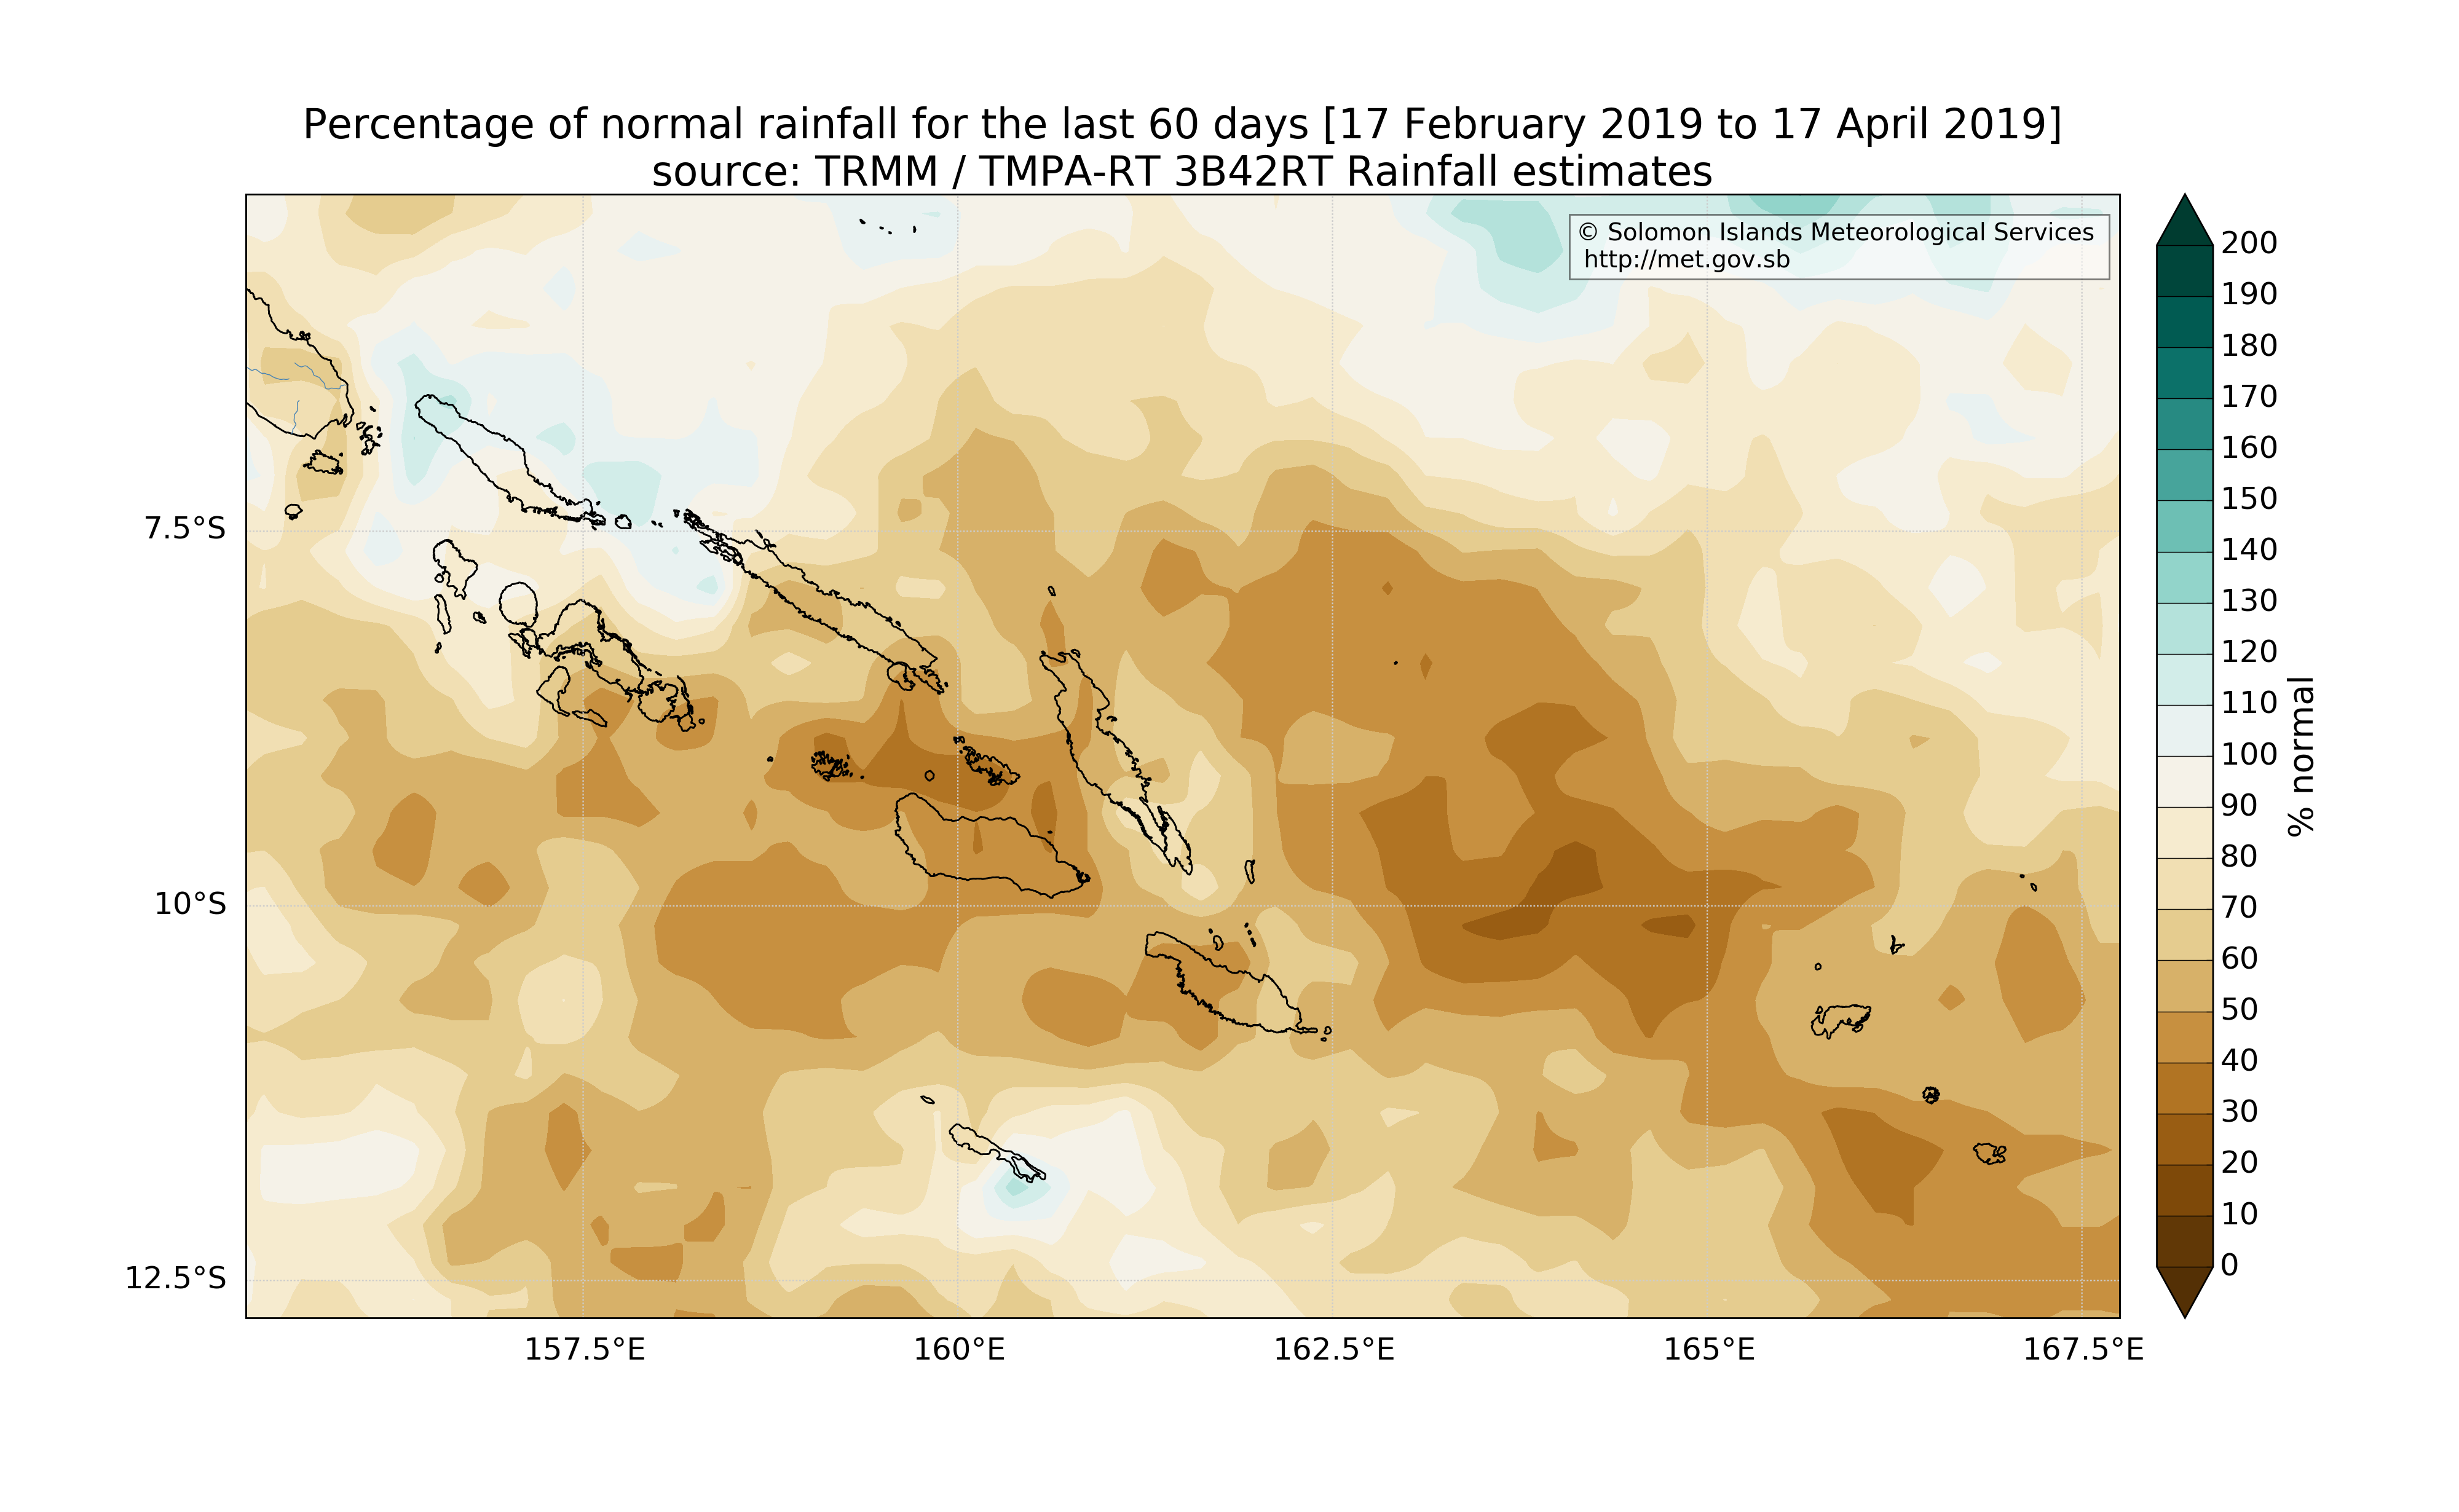 Percentage of normal rainfall for the last 60 days [17 February 2019 to 17 April 2019]
source: TRMM / TMPA-RT 3B42RT Rainfall estimates
© Solomon Islands Meteorological Services
http://met.gov.sb
7.5°S
10°S
12.5°S
157.5°E
160°E
162.5°E
165°E
167.5°E
200
190
180
170
160
150
140
130
120
110
100
90
80
70
60
50
40
30
20
10
0
% normal